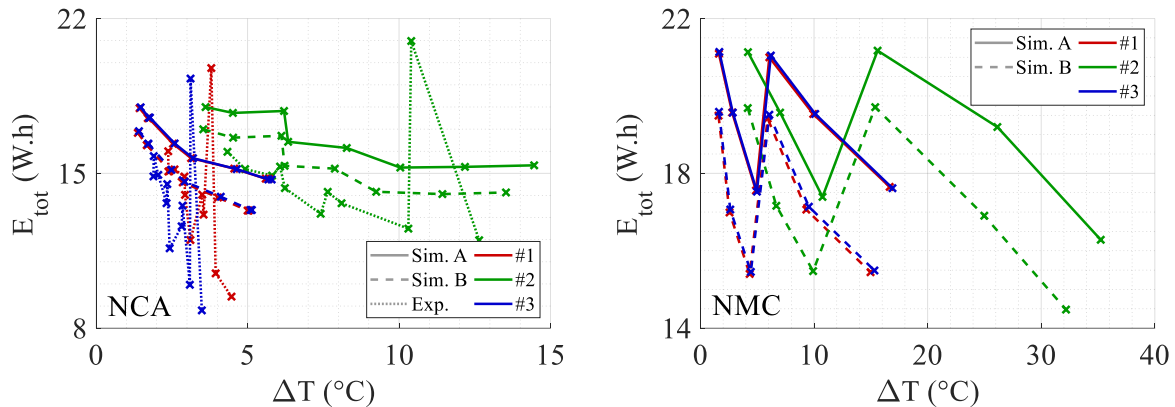 22
15
8
E_tot (W.h)
0
5
10
15
ΔT (°C)
NCA
Sim. A
#1
Sim. B
#2
Exp.
#3
22
18
14
E_tot (W.h)
0
10
20
30
40
ΔT (°C)
NMC
Sim. A
#1
Sim. B
#2
#3